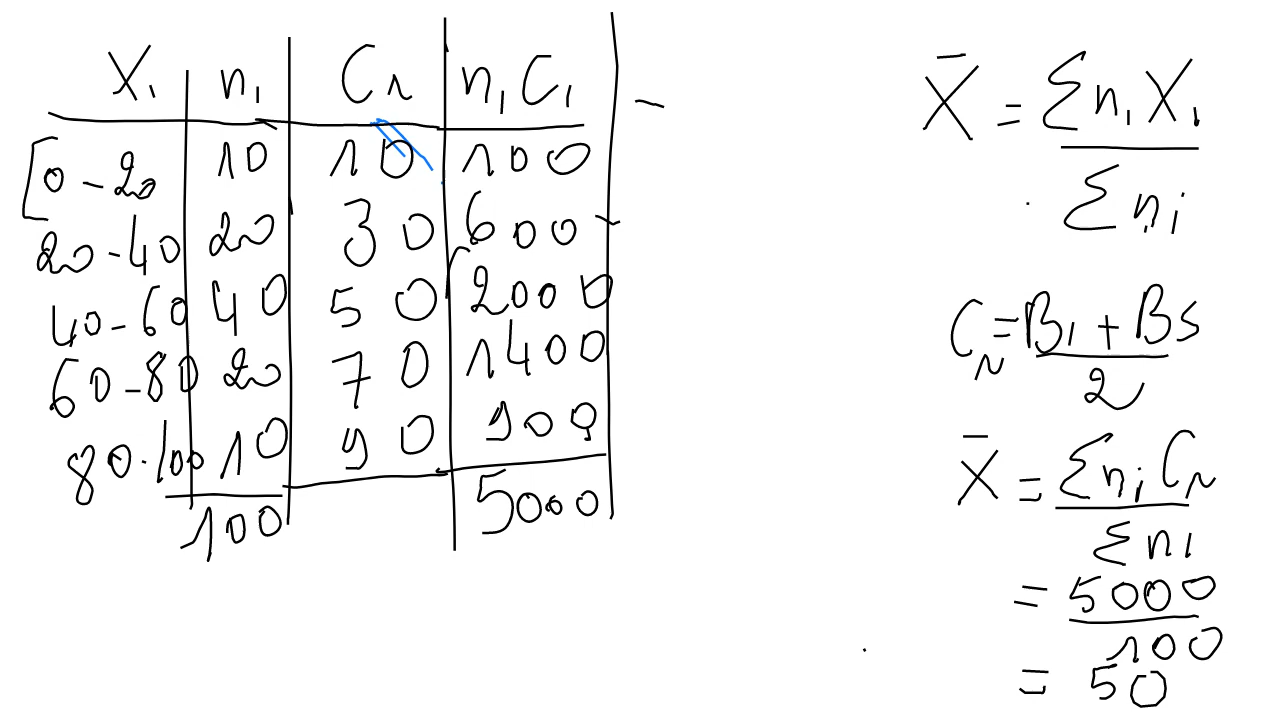 Xi ni Ci niCi
[0-20 10 10 100
20-40 20 30 600
40-60 40 50 2000
60-80 20 70 1400
80-100 10 90 900
100 5000
X̄ = Σ ni Xi
Σ ni
Ci = Bi + Bs
2
X̄ = Σ ni Ci
Σ ni
= 5000
100
= 50